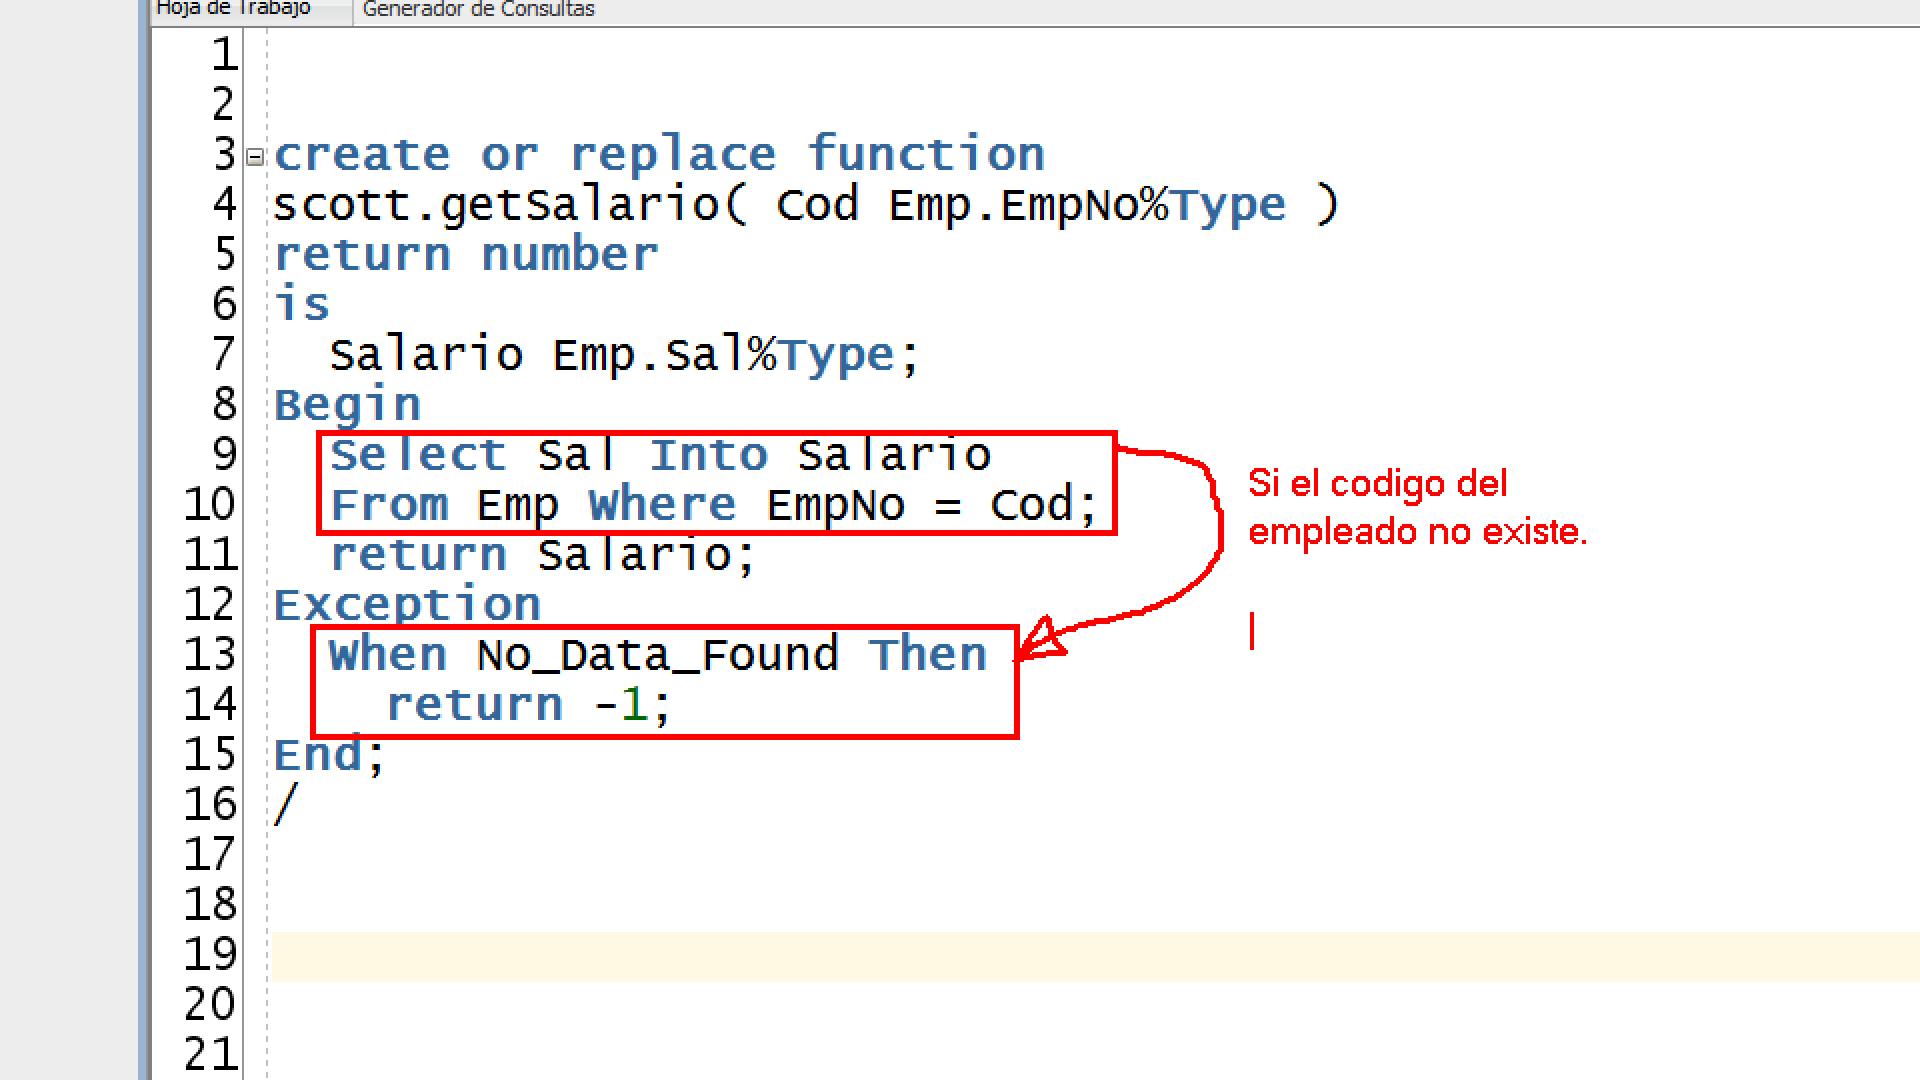 Hoja de Trabajo
Generador de Consultas
1
2
3 create or replace function
4 scott.getSalario( Cod Emp.EmpNo%Type )
5 return number
6 is
7 Salario Emp.Sal%Type;
8 Begin
9 Select Sal Into Salario
10 From Emp Where EmpNo = Cod;
11 return Salario;
12 Exception
13 When No_Data_Found Then
14 return -1;
15 End;
16 /
17
18
19
20
21
Si el codigo del
empleado no existe.